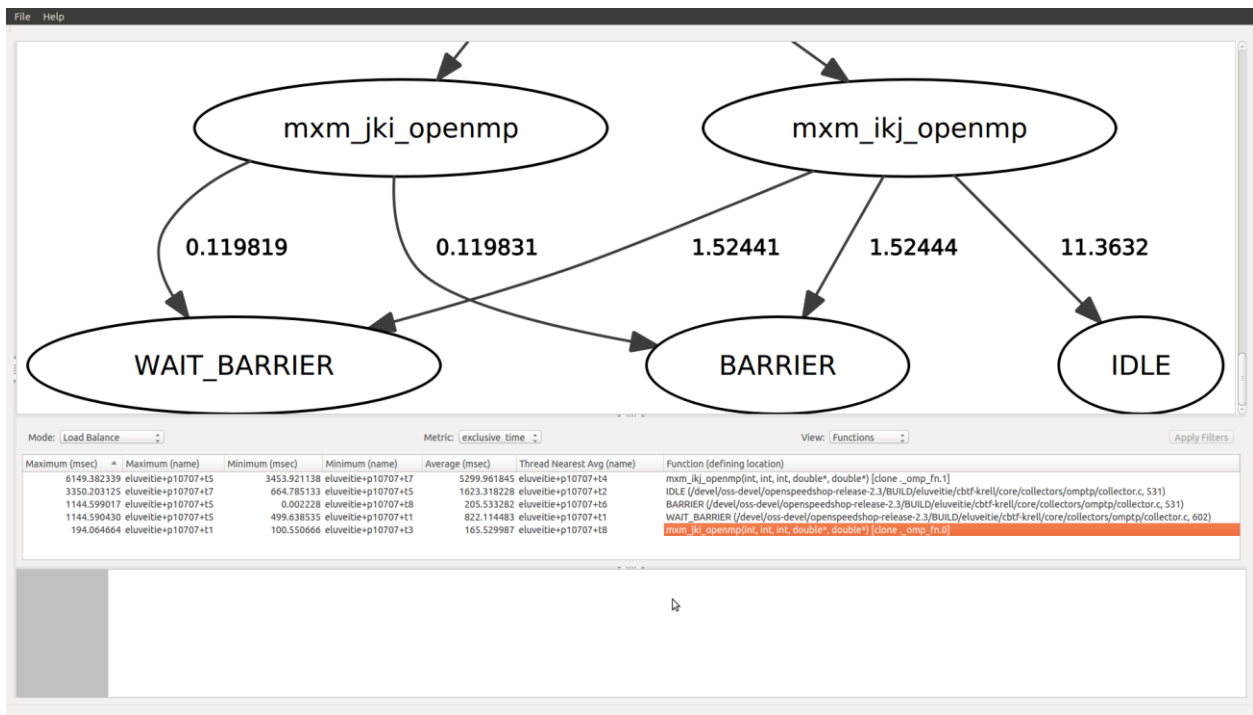 File Help
mxm_jki_openmp mxm_ikj_openmp
0.119819 0.119831 1.52441 1.52444 11.3632
WAIT_BARRIER BARRIER IDLE
Mode: Load Balance Metric: exclusive_time View: Functions Apply Filters
Maximum (msec) Maximum (name) Minimum (msec) Minimum (name) Average (msec) Thread Nearest Avg (name) Function (defining location)
6149.382339 eluveitie+p10707+t5 3453.921138 eluveitie+p10707+t7 5299.961845 eluveitie+p10707+t4 mxm_ikj_openmp(int, int, int, double*, double*) [clone ._omp_fn.1]
3350.203125 eluveitie+p10707+t7 664.785133 eluveitie+p10707+t5 1623.318228 eluveitie+p10707+t2 IDLE (/devel/oss-devel/openspeedshop-release-2.3/BUILD/eluveitie/cbtf-krell/core/collectors/omptp/collector.c, 531)
1144.599017 eluveitie+p10707+t5 0.002228 eluveitie+p10707+t8 205.533282 eluveitie+p10707+t6 BARRIER (/devel/oss-devel/openspeedshop-release-2.3/BUILD/eluveitie/cbtf-krell/core/collectors/omptp/collector.c, 531)
1144.590430 eluveitie+p10707+t5 499.638535 eluveitie+p10707+t1 822.114483 eluveitie+p10707+t1 WAIT_BARRIER (/devel/oss-devel/openspeedshop-release-2.3/BUILD/eluveitie/cbtf-krell/core/collectors/omptp/collector.c, 602)
194.064664 eluveitie+p10707+t1 100.550666 eluveitie+p10707+t3 165.529987 eluveitie+p10707+t8 mxm_jki_openmp(int, int, int, double*, double*) [clone ._omp_fn.0]